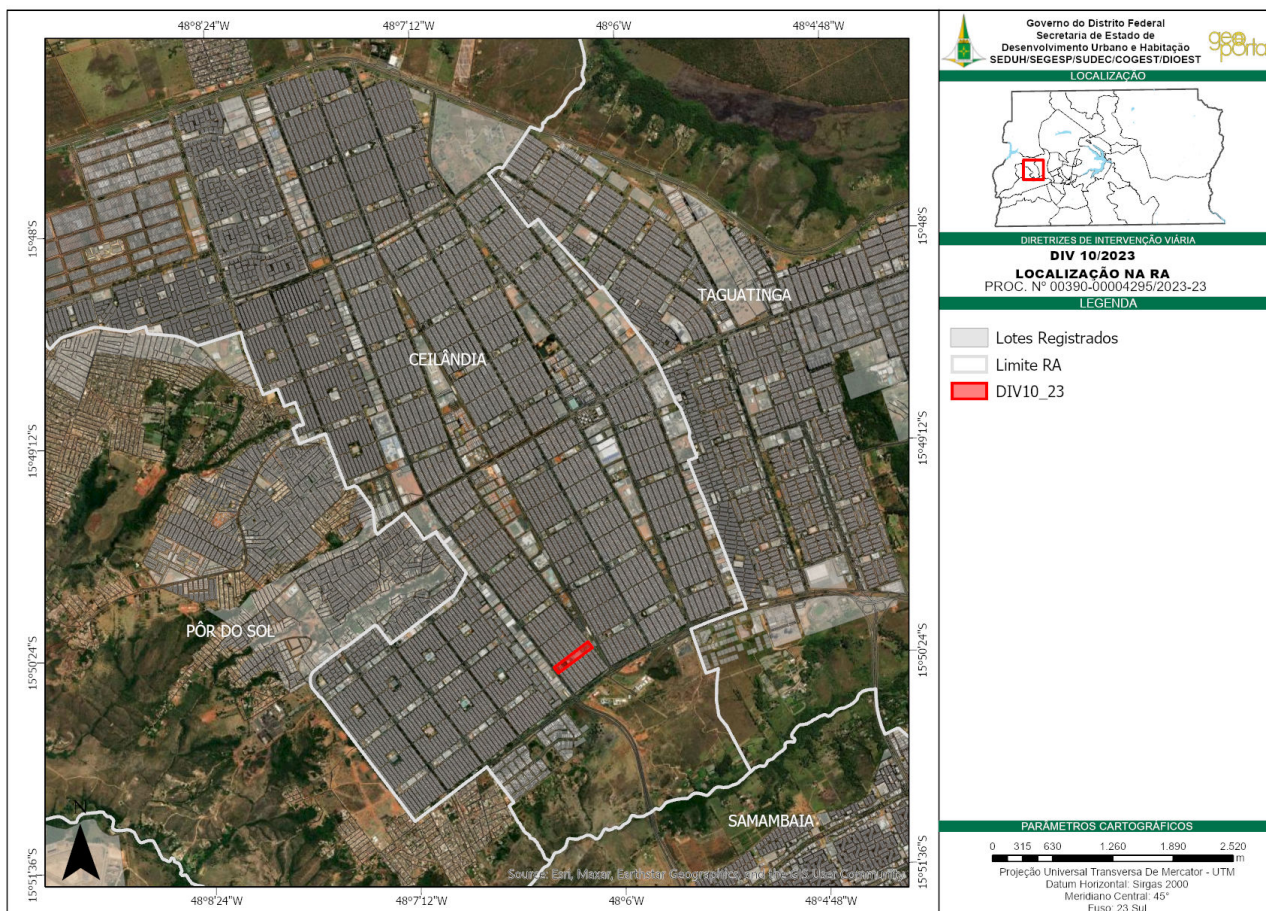 48°8'24"W
48°7'12"W
48°6'W
48°4'48"W
15°48'S
15°49'12"S
15°50'24"S
15°51'36"S
TAGUATINGA
CEILÂNDIA
PÔR DO SOL
SAMAMBAIA
N
Source: Esri, Maxar, Earthstar Geographics, and the GIS User Community
15°48'S
15°49'12"S
15°50'24"S
15°51'36"S
48°8'24"W
48°7'12"W
48°6'W
48°4'48"W
Governo do Distrito Federal
Secretaria de Estado de
Desenvolvimento Urbano e Habitação
SEDUH/SEGESP/SUDEC/COGEST/DIOEST
geo
porta
LOCALIZAÇÃO
DIRETRIZES DE INTERVENÇÃO VIÁRIA
DIV 10/2023
LOCALIZAÇÃO NA RA
PROC. Nº 00390-00004295/2023-23
LEGENDA
Lotes Registrados
Limite RA
DIV10_23
PARÂMETROS CARTOGRÁFICOS
0 315 630 1.260 1.890 2.520
m
Projeção Universal Transversa De Mercator - UTM
Datum Horizontal: Sirgas 2000
Meridiano Central: 45°
Fuso: 23 Sul